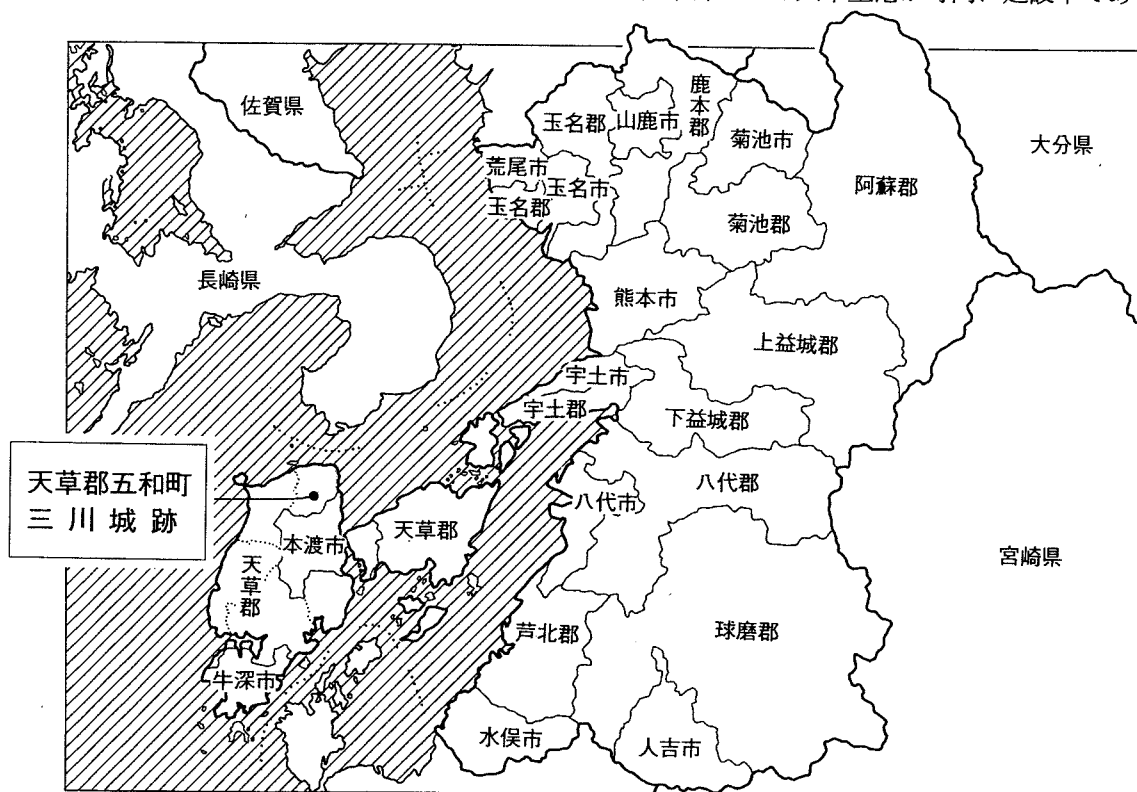 佐賀県
玉名郡
山鹿市
鹿本郡
菊池市
大分県
荒尾市
玉名市
阿蘇郡
玉名郡
菊池郡
長崎県
熊本市
上益城郡
宇土市
宇土郡
下益城郡
天草郡五和町
三川城跡
八代市
八代郡
本渡市
天草郡
天草郡
宮崎県
芦北郡
球磨郡
牛深市
水俣市
人吉市